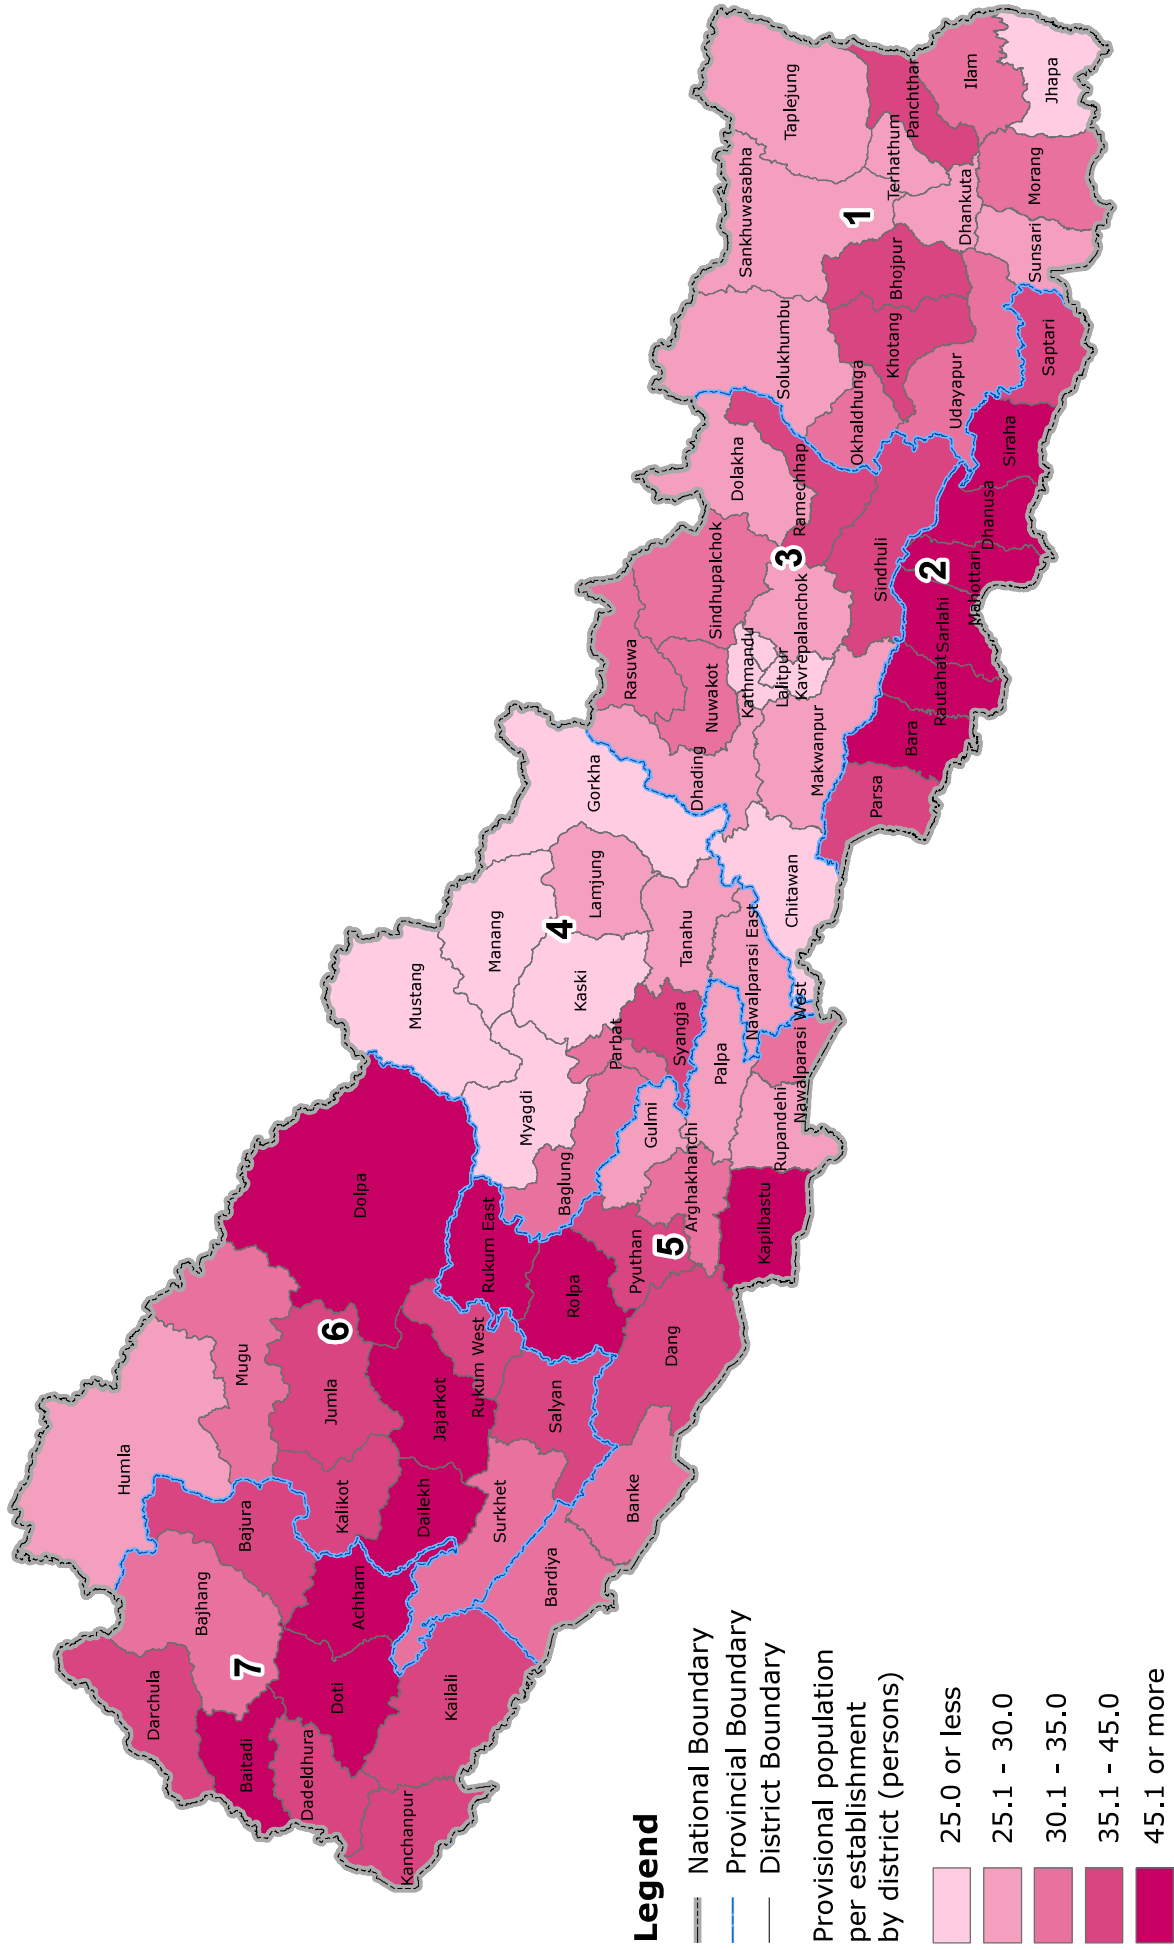 Humla
Darchula
Bajhang
Bajura
Mugu
7
Baitadi
Dadeldhura
Doti
Achham
Kalikot
Jumla
6
Dolpa
Mustang
Kanchanpur
Kailali
Dailekh
Jajarkot
Rukum West
Rukum East
Myagdi
Manang
Surkhet
Salyan
Rolpa
Baglung
Kaski
4
Lamjung
Gorkha
Bardiya
Banke
Dang
Pyuthan
5
Gulmi
Parbat
Syangja
Tanahu
Arghakhanchi
Palpa
Kapilbastu
Rupandehi
Nawalparasi West
Nawalparasi East
Chitawan
Dhading
Rasuwa
Nuwakot
Sindhupalchok
Dolakha
Kathmandu
Lalitpur
Kavrepalanchok
3
Ramechhap
Makwanpur
Sindhuli
Parsa
Bara
Rautahat
Sarlahi
2
Mahottari
Dhanusa
Siraha
Saptari
Solukhumbu
Sankhuwasabha
Taplejung
1
Okhaldhunga
Khotang
Bhojpur
Terhathum
Panchthar
Udayapur
Dhankuta
Ilam
Sunsari
Morang
Jhapa
Legend
National Boundary
Provincial Boundary
District Boundary
Provisional population
per establishment
by district (persons)
25.0 or less
25.1 - 30.0
30.1 - 35.0
35.1 - 45.0
45.1 or more